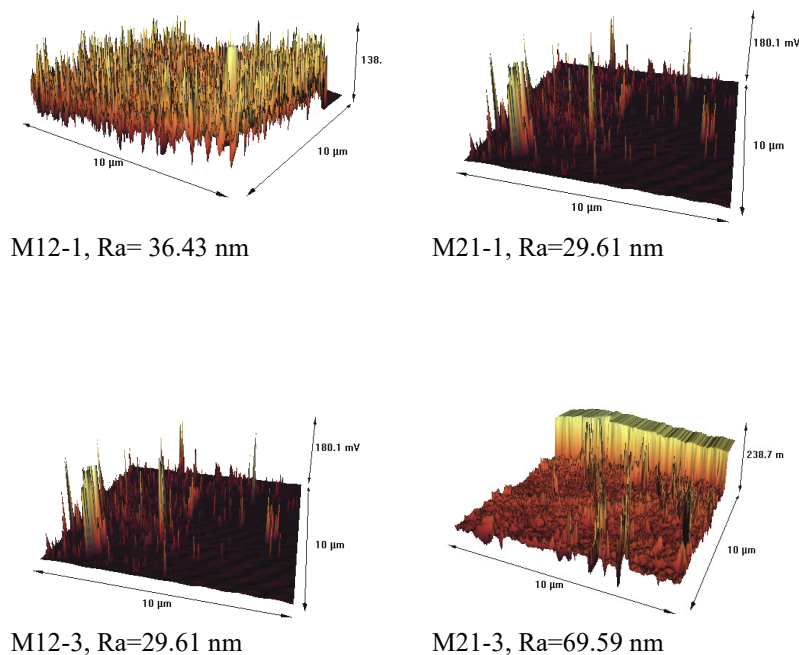 138.
10 µm
10 µm
M12-1, Ra= 36.43 nm
180.1 mV
10 µm
10 µm
M21-1, Ra=29.61 nm
180.1 mV
10 µm
10 µm
M12-3, Ra=29.61 nm
238.7 m
10 µm
10 µm
M21-3, Ra=69.59 nm